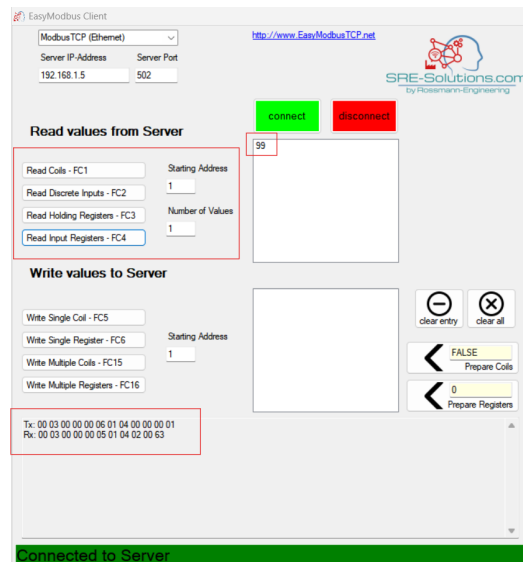 EasyModbus Client
ModbusTCP (Ethernet)
http://www.EasyModbusTCP.net
Server IP-Address Server Port
192.168.1.5 502
SRE-Solutions.com
by Rossmann-Engineering
connect disconnect
Read values from Server
99
Read Coils - FC1 Starting Address
1
Read Discrete Inputs - FC2
Read Holding Registers - FC3 Number of Values
1
Read Input Registers - FC4
Write values to Server
clear entry clear all
Write Single Coil - FC5
Write Single Register - FC6 Starting Address
1
Write Multiple Coils - FC15
Write Multiple Registers - FC16
FALSE
Prepare Coils
0
Prepare Registers
Tx: 00 03 00 00 00 06 01 04 00 00 00 01
Rx: 00 03 00 00 00 05 01 04 02 00 63
Connected to Server